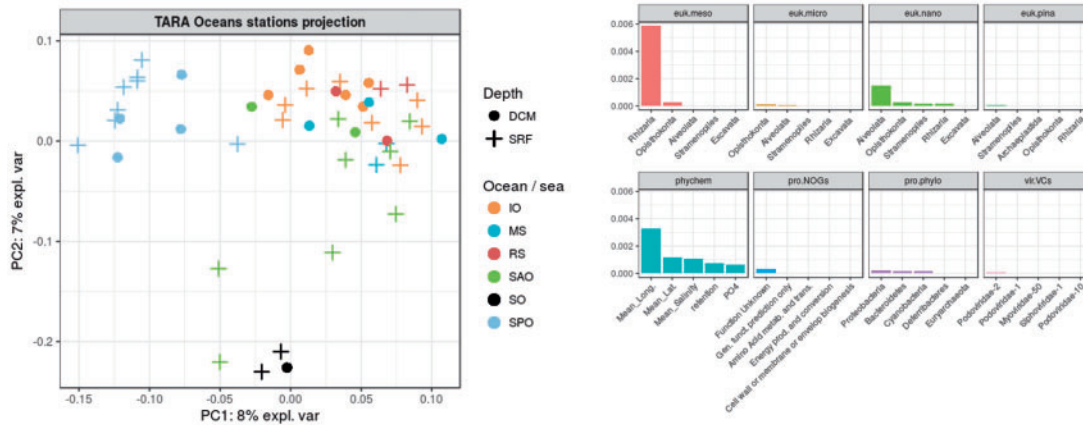 TARA Oceans stations projection
0.1
0.0
-0.1
-0.2
PC2: 7% expl. var
-0.15
-0.10
-0.05
0.00
0.05
0.10
PC1: 8% expl. var
Depth
DCM
SRF
Ocean / sea
IO
MS
RS
SAO
SO
SPO
euk.meso
euk.micro
euk.nano
euk.pina
0.006
0.004
0.002
0.000
Rhizaria
Opisthokonta
Alveolata
Stramenopiles
Excavata
Opisthokonta
Alveolata
Stramenopiles
Rhizaria
Excavata
Alveolata
Opisthokonta
Stramenopiles
Rhizaria
Excavata
Alveolata
Stramenopiles
Archaeplastida
Opisthokonta
Rhizaria
phychem
pro.NOGs
pro.phylo
vir.VCs
0.006
0.004
0.002
0.000
Mean_Long.
Mean_Lat.
Mean_Salinity
retention
PO4
Function Unknown
Gen. funct. prediction only
Amino Acid metab. and trans.
Energy prod. and conversion
Cell wall or membrane or envelop biogenesis
Proteobacteria
Bacteroidetes
Cyanobacteria
Deferribacteres
Euryarchaeota
Podoviridae-2
Podoviridae-1
Myoviridae-50
Siphoviridae-1
Podoviridae-10